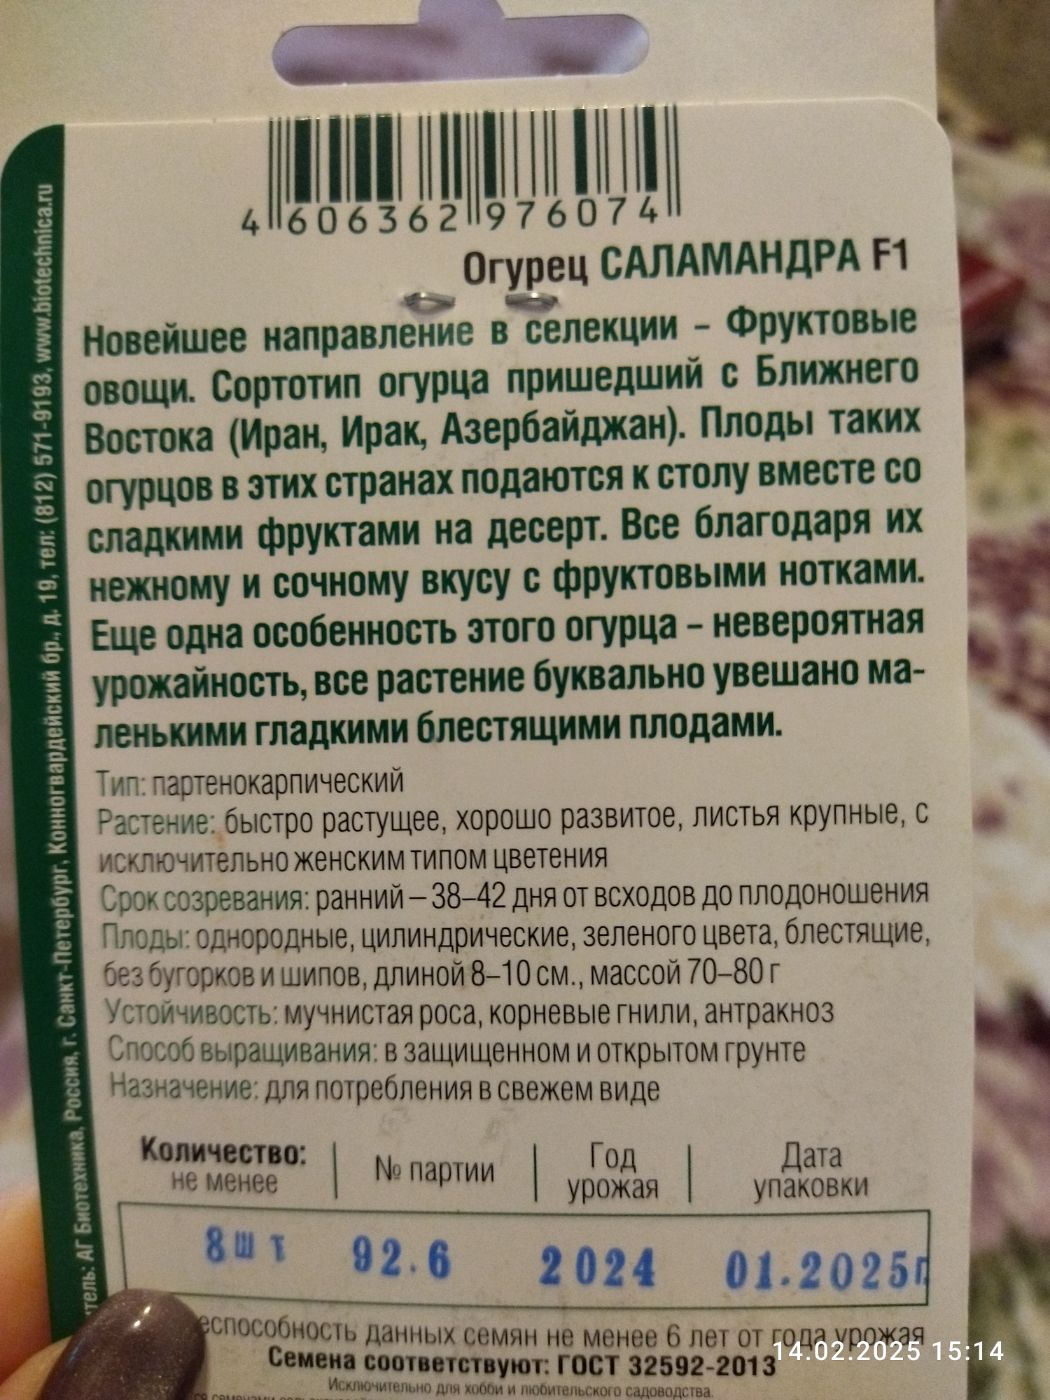 4 606362 976074
Огурец САЛАМАНДРА F1
Новейшее направление в селекции – Фруктовые
овощи. Сортотип огурца пришедший с Ближнего
Востока (Иран, Ирак, Азербайджан). Плоды таких
огурцов в этих странах подаются к столу вместе со
сладкими фруктами на десерт. Все благодаря их
нежному и сочному вкусу с фруктовыми нотками.
Еще одна особенность этого огурца – невероятная
урожайность, все растение буквально увешано ма-
ленькими гладкими блестящими плодами.
Тип: партенокарпический
Растение: быстро растущее, хорошо развитое, листья крупные, с
исключительно женским типом цветения
Срок созревания: ранний – 38–42 дня от всходов до плодоношения
Плоды: однородные, цилиндрические, зеленого цвета, блестящие,
без бугорков и шипов, длиной 8–10 см., массой 70–80 г
Устойчивость: мучнистая роса, корневые гнили, антракноз
Способ выращивания: в защищенном и открытом грунте
Назначение: для потребления в свежем виде
Количество:
не менее
№ партии
Год
урожая
Дата
упаковки
8шт 92.6 2024 01.2025г
еспособность данных семян не менее 6 лет от года урожая
Семена соответствуют: ГОСТ 32592-2013
Исключительно для хобби и любительского садоводства.
тель: АГ Биотехника, Россия, г. Санкт-Петербург, Конногвардейский бр., д. 19, тел: (812) 571-9193, www.biotechnica.ru
14.02.2025 15:14